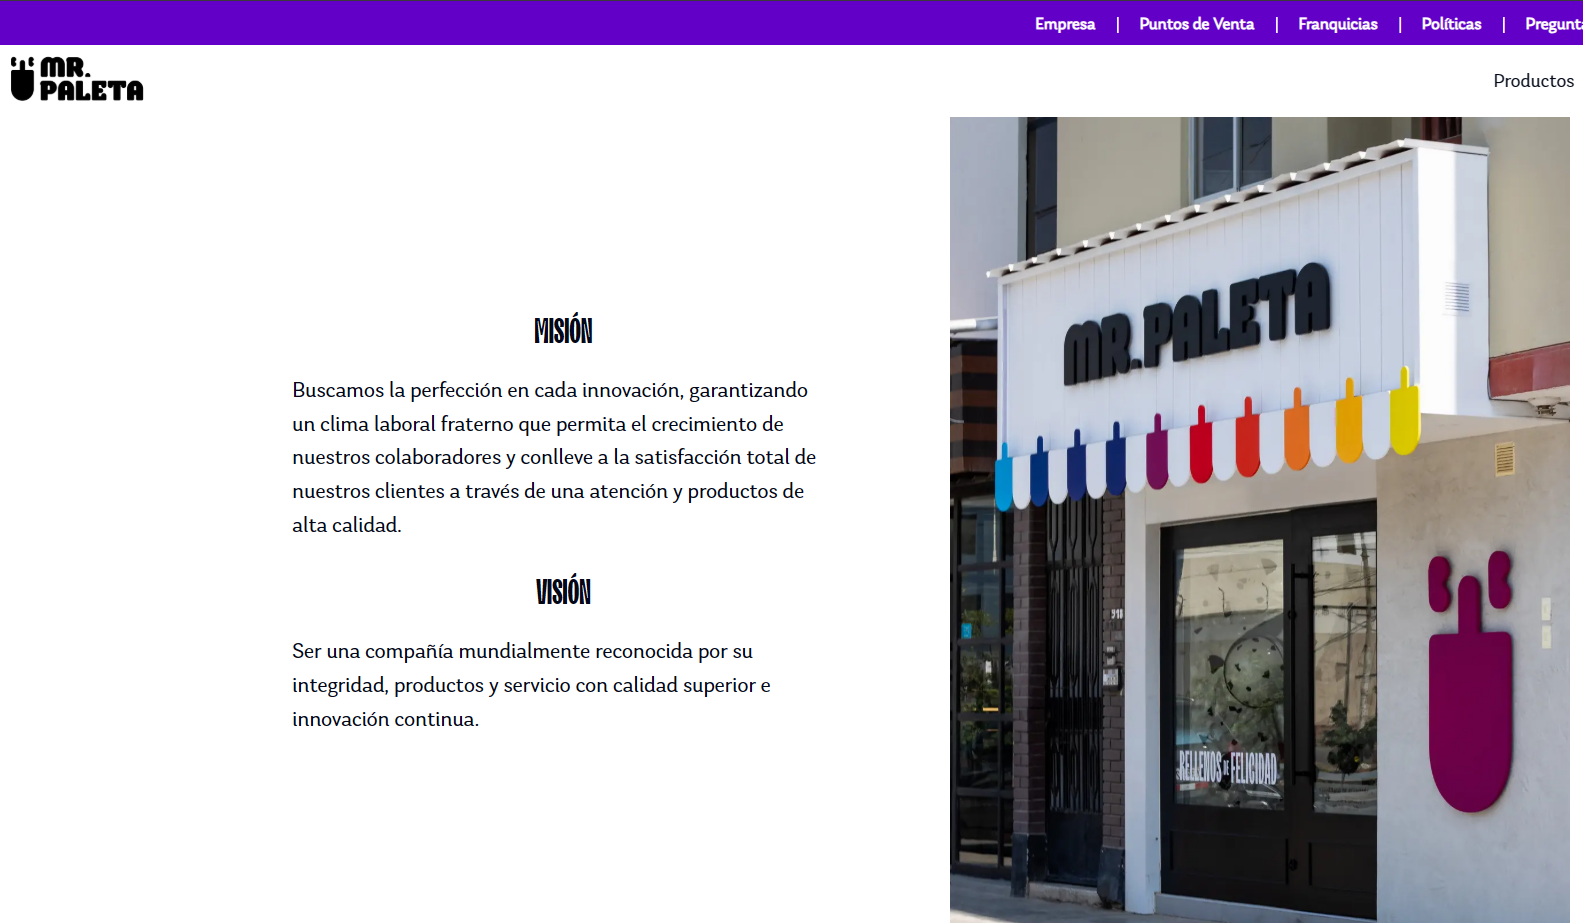 Empresa | Puntos de Venta | Franquicias | Políticas | Pregunta
MR.
PALETA
Productos
MISIÓN
Buscamos la perfección en cada innovación, garantizando
un clima laboral fraterno que permita el crecimiento de
nuestros colaboradores y conlleve a la satisfacción total de
nuestros clientes a través de una atención y productos de
alta calidad.
VISIÓN
Ser una compañía mundialmente reconocida por su
integridad, productos y servicio con calidad superior e
innovación continua.
MR.PALETA
RELLEÑOS DE FELICIDAD